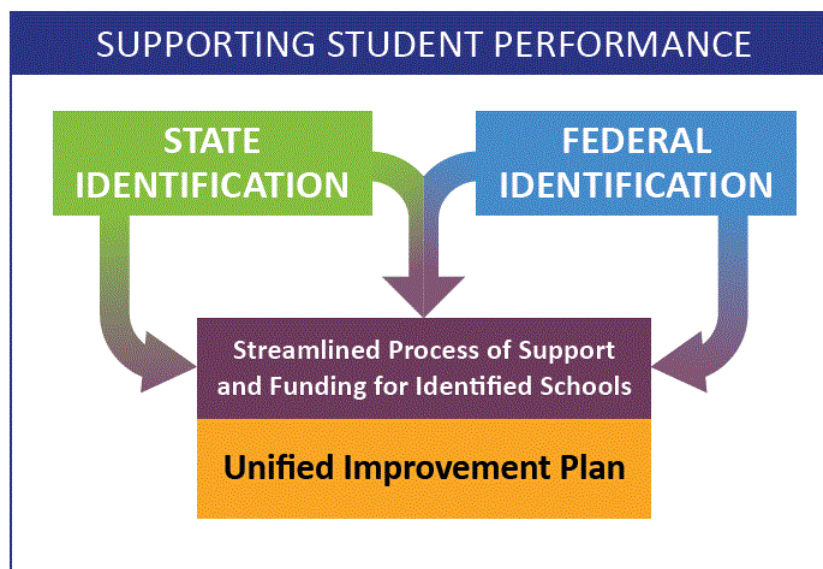 SUPPORTING STUDENT PERFORMANCE
STATE
IDENTIFICATION
FEDERAL
IDENTIFICATION
Streamlined Process of Support
and Funding for Identified Schools
Unified Improvement Plan